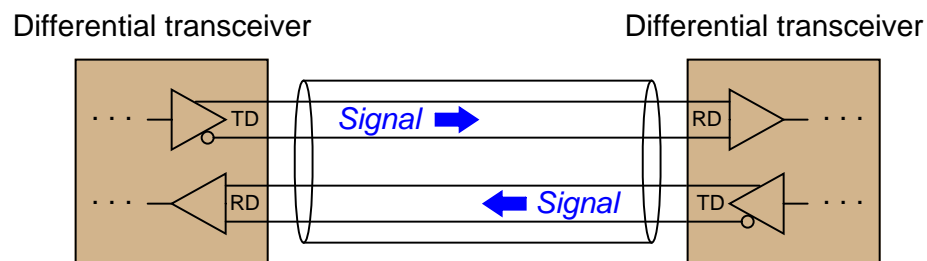 Differential transceiver Differential transceiver
. . . TD Signal RD . . .
. . . RD Signal TD . . .